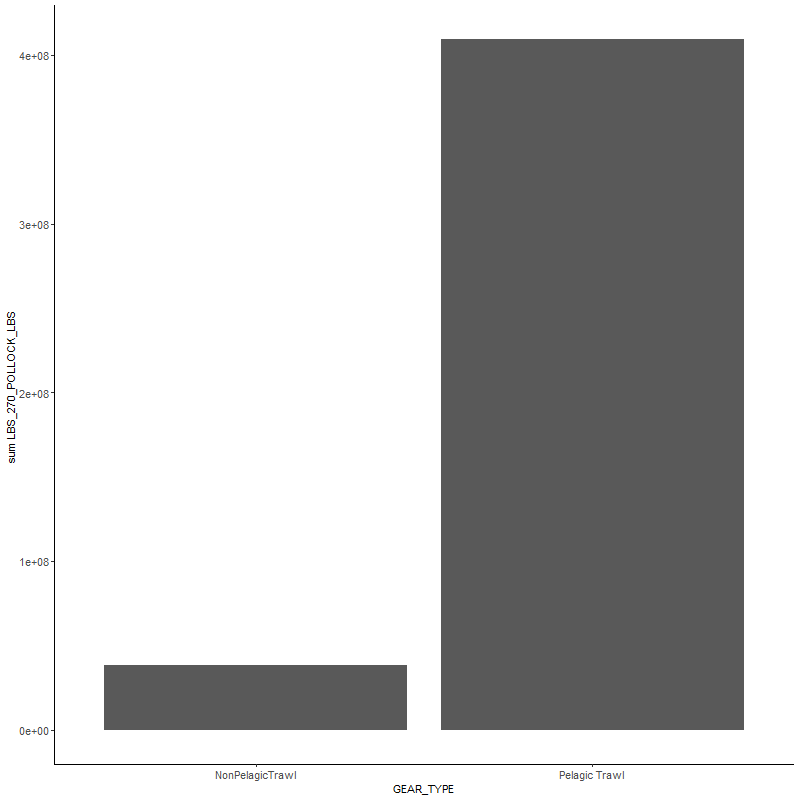 4e+08
3e+08
2e+08
1e+08
0e+00
sum LBS_270_POLLOCK_LBS
NonPelagicTrawl
Pelagic Trawl
GEAR_TYPE